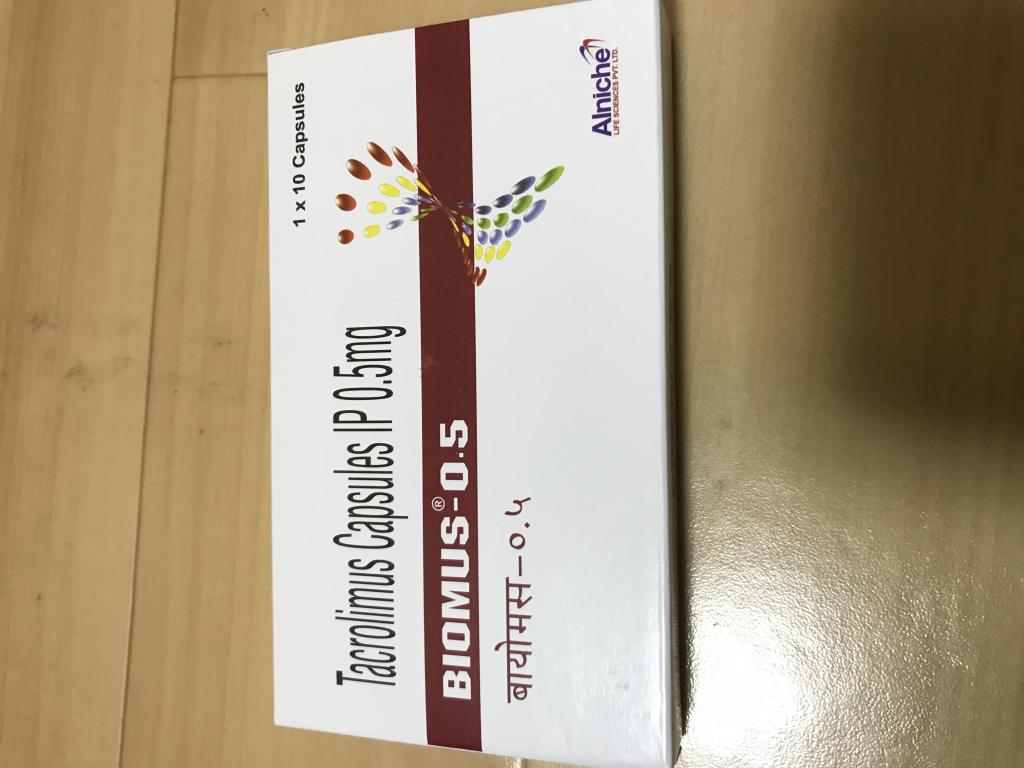 1 x 10 Capsules
Tacrolimus Capsules IP 0.5mg
BIOMUS®-0.5
बायोमस-०.५
Alniche
LIFE SCIENCES PVT. LTD.